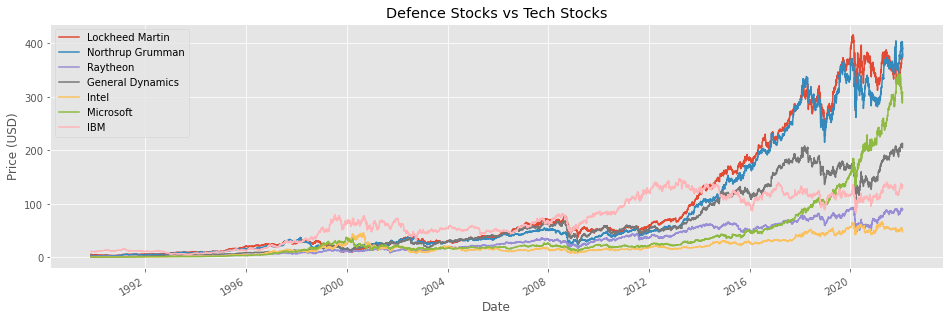 Defence Stocks vs Tech Stocks
Lockheed Martin
Northrup Grumman
Raytheon
General Dynamics
Intel
Microsoft
IBM
Price (USD)
400
300
200
100
0
1992
1996
2000
2004
2008
2012
2016
2020
Date